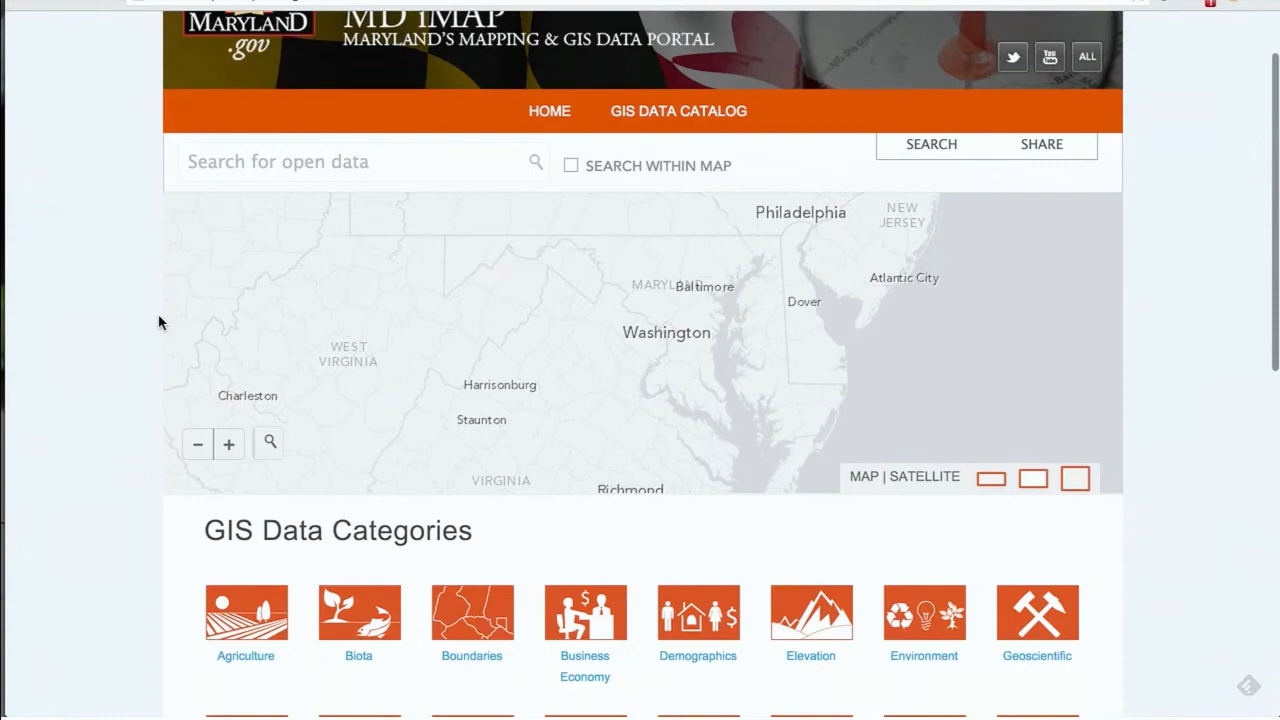 MARYLAND
.gov
MD iMAP
MARYLAND'S MAPPING & GIS DATA PORTAL
You
Tube
ALL
HOME
GIS DATA CATALOG
Search for open data
SEARCH WITHIN MAP
SEARCH
SHARE
Philadelphia
NEW
JERSEY
Atlantic City
MARYLAND
Baltimore
Dover
Washington
WEST
VIRGINIA
Harrisonburg
Charleston
Staunton
VIRGINIA
Richmond
- +
MAP | SATELLITE
GIS Data Categories
$
$
Agriculture
Biota
Boundaries
Business
Economy
Demographics
Elevation
Environment
Geoscientific